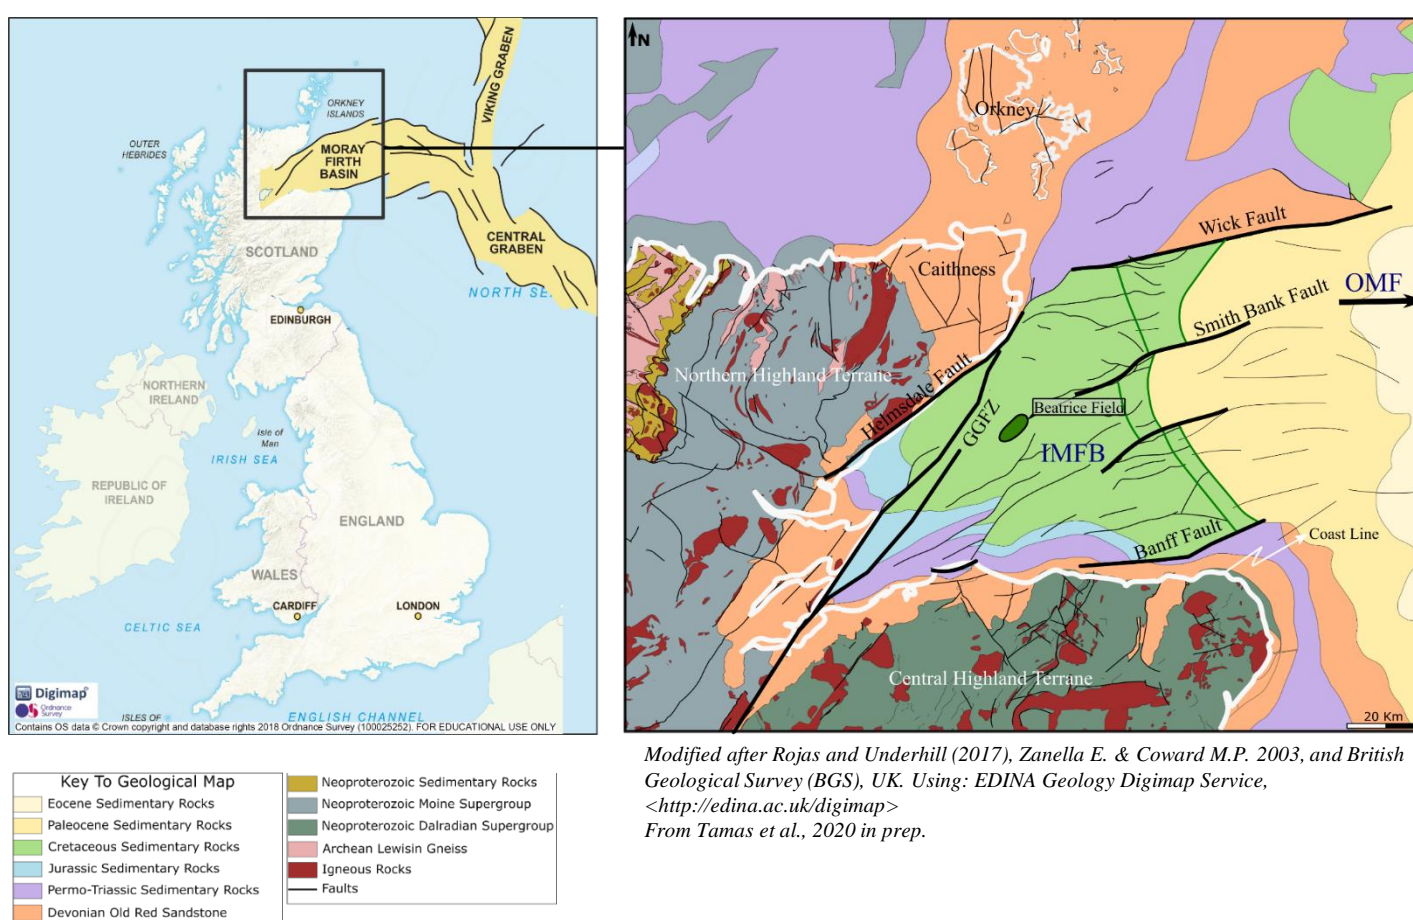 VIKING GRABEN
ORKNEY
ISLANDS
OUTER
HEBRIDES
MORAY
FIRTH
BASIN
CENTRAL
GRABEN
SCOTLAND
NORTH SE
EDINBURGH
NORTHERN
IRELAND
Isle of
Man
IRISH SEA
REPUBLIC OF
IRELAND
ENGLAND
WALES
CARDIFF
LONDON
CELTIC SEA
Digimap
Ordnance
Survey
ISLES OF
ENGLISH CHANNEL
Contains OS data © Crown copyright and database rights 2018 Ordnance Survey (100025252). FOR EDUCATIONAL USE ONLY
N
Orkney
Wick Fault
Caithness
OMF
Smith Bank Fault
Northern Highland Terrane
Helmsdale Fault
Beatrice Field
GGFZ
IMFB
Banff Fault
Coast Line
Central Highland Terrane
20 Km
Modified after Rojas and Underhill (2017), Zanella E. & Coward M.P. 2003, and British
Geological Survey (BGS), UK. Using: EDINA Geology Digimap Service,
<http://edina.ac.uk/digimap>
From Tamas et al., 2020 in prep.
Key To Geological Map
Eocene Sedimentary Rocks
Paleocene Sedimentary Rocks
Cretaceous Sedimentary Rocks
Jurassic Sedimentary Rocks
Permo-Triassic Sedimentary Rocks
Devonian Old Red Sandstone
Neoproterozoic Sedimentary Rocks
Neoproterozoic Moine Supergroup
Neoproterozoic Dalradian Supergroup
Archean Lewisin Gneiss
Igneous Rocks
Faults